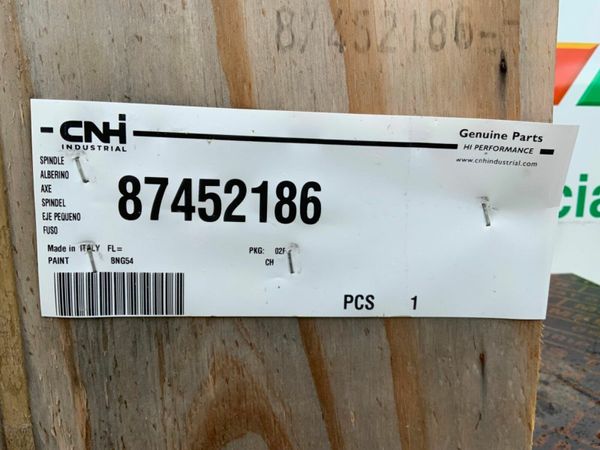 87452186
CNH
INDUSTRIAL
Genuine Parts
HI PERFORMANCE
www.cnhindustrial.com
SPINDLE
ALBERINO
AXE
SPINDEL
EJE PEQUENO
FUSO
87452186
Made in ITALY FL=
PKG: 02F
PAINT BNG54
CH
PCS 1
cia